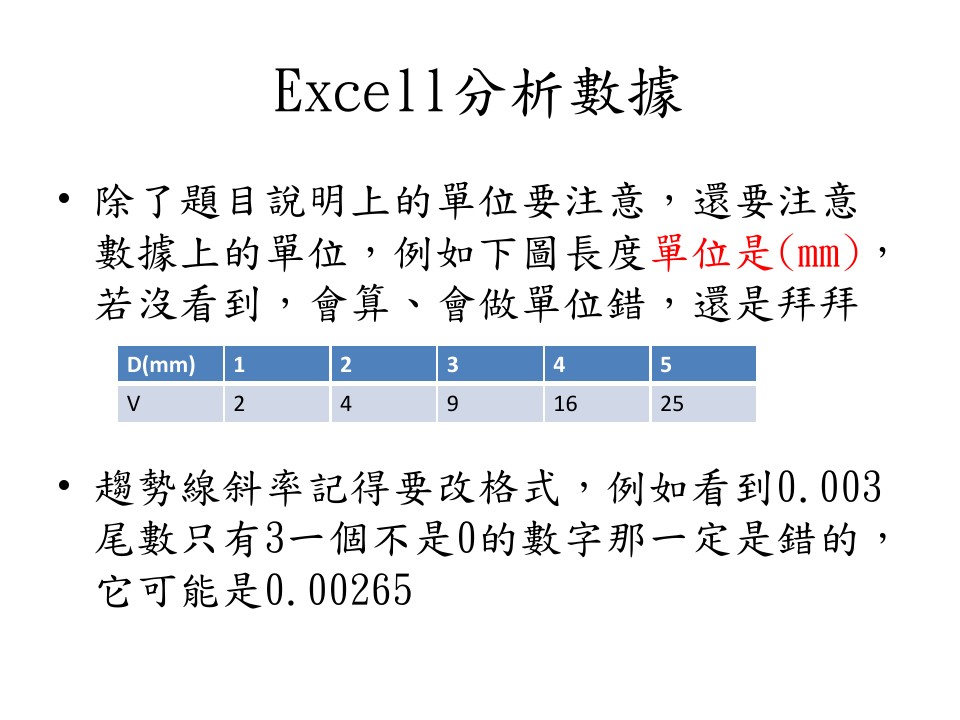 Excell分析數據
• 除了題目說明上的單位要注意，還要注意
數據上的單位，例如下圖長度單位是(mm)，
若沒看到，會算、會做單位錯，還是拜拜
D(mm) 1 2 3 4 5
V 2 4 9 16 25
• 趨勢線斜率記得要改格式，例如看到0.003
尾數只有3一個不是0的數字那一定是錯的，
它可能是0.00265